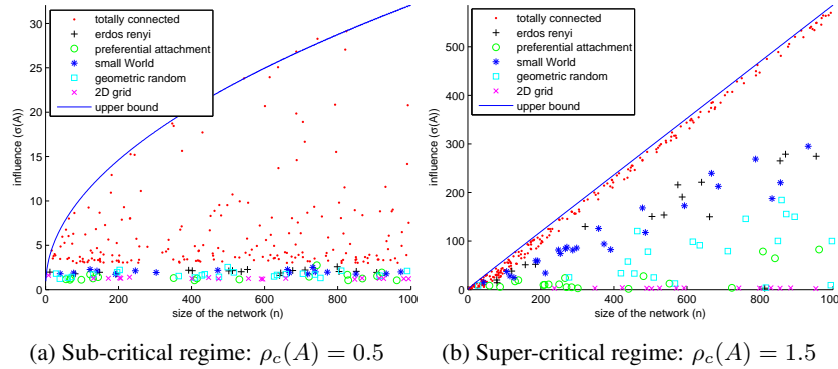 totally connected
erdos renyi
preferential attachment
small World
geometric random
2D grid
upper bound
influence (σ(A))
30
25
20
15
10
5
0
0
200
400
600
800
1000
size of the network (n)
(a) Sub-critical regime: ρc(A) = 0.5
totally connected
erdos renyi
preferential attachment
small World
geometric random
2D grid
upper bound
influence (σ(A))
500
400
300
200
100
0
0
200
400
600
800
1000
size of the network (n)
(b) Super-critical regime: ρc(A) = 1.5